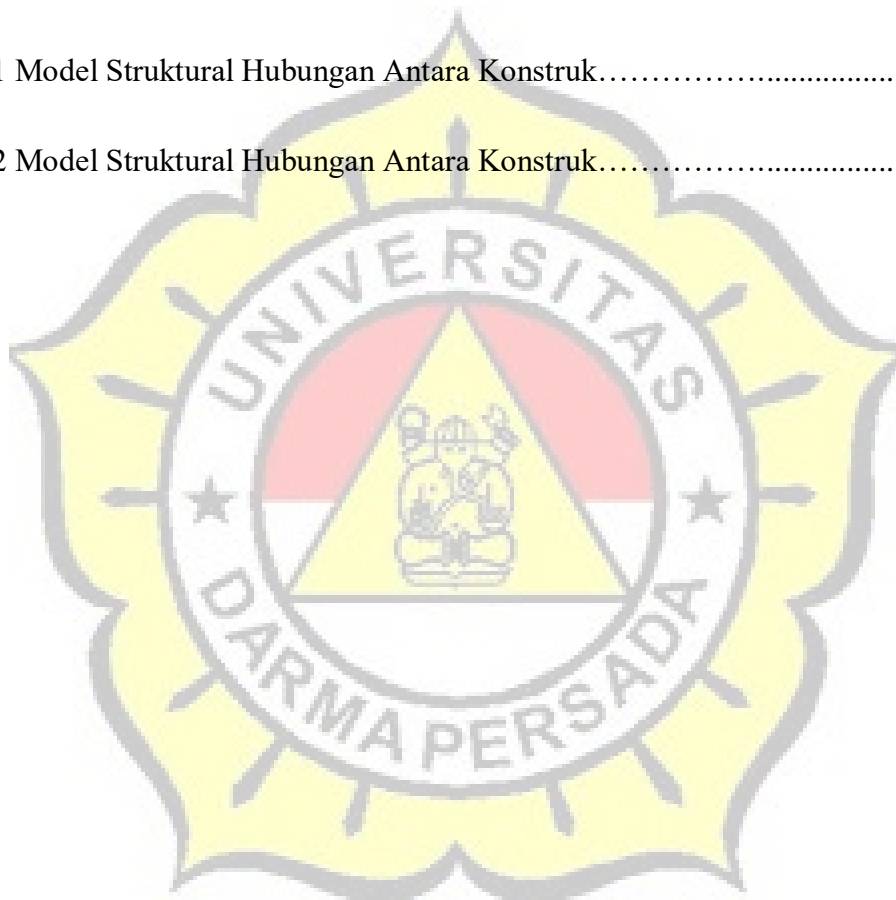 1 Model Struktural Hubungan Antara Konstruk……………..................
2 Model Struktural Hubungan Antara Konstruk……………..................
UNIVERSITAS
DARMA PERSADA